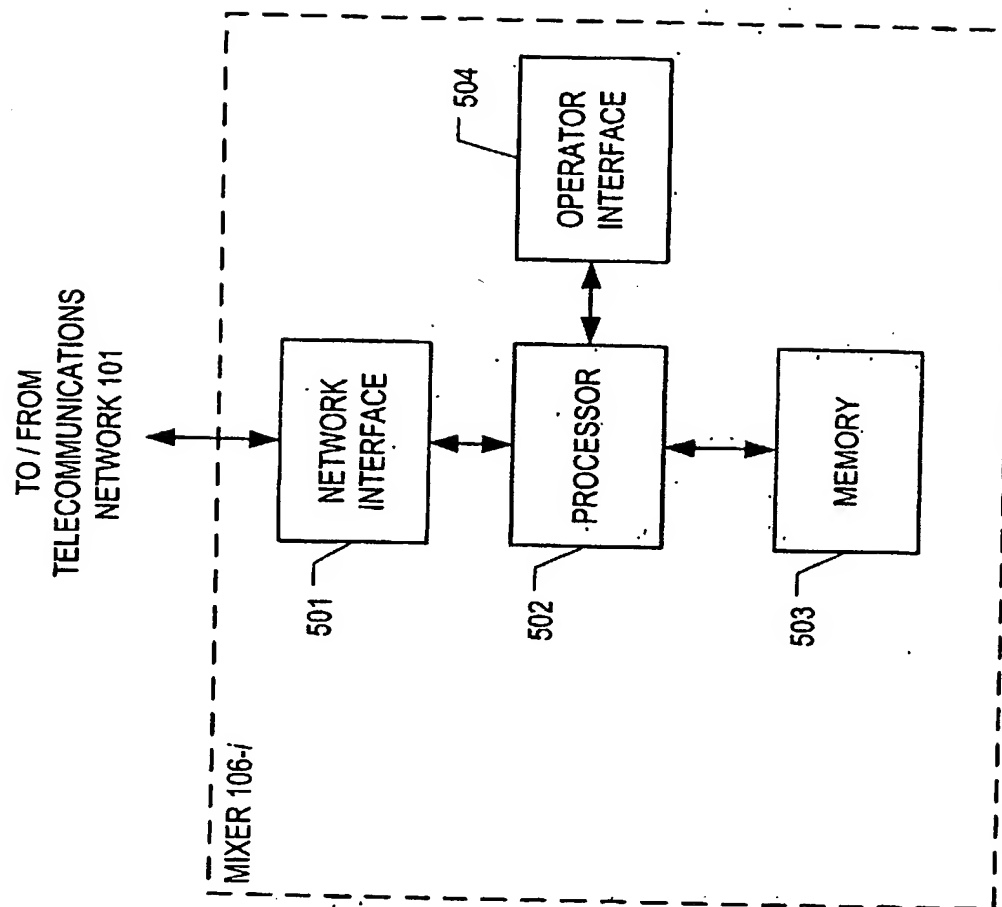 TO / FROM
TELECOMMUNICATIONS
NETWORK 101
MIXER 106-i
NETWORK
INTERFACE
501
PROCESSOR
502
OPERATOR
INTERFACE
504
MEMORY
503